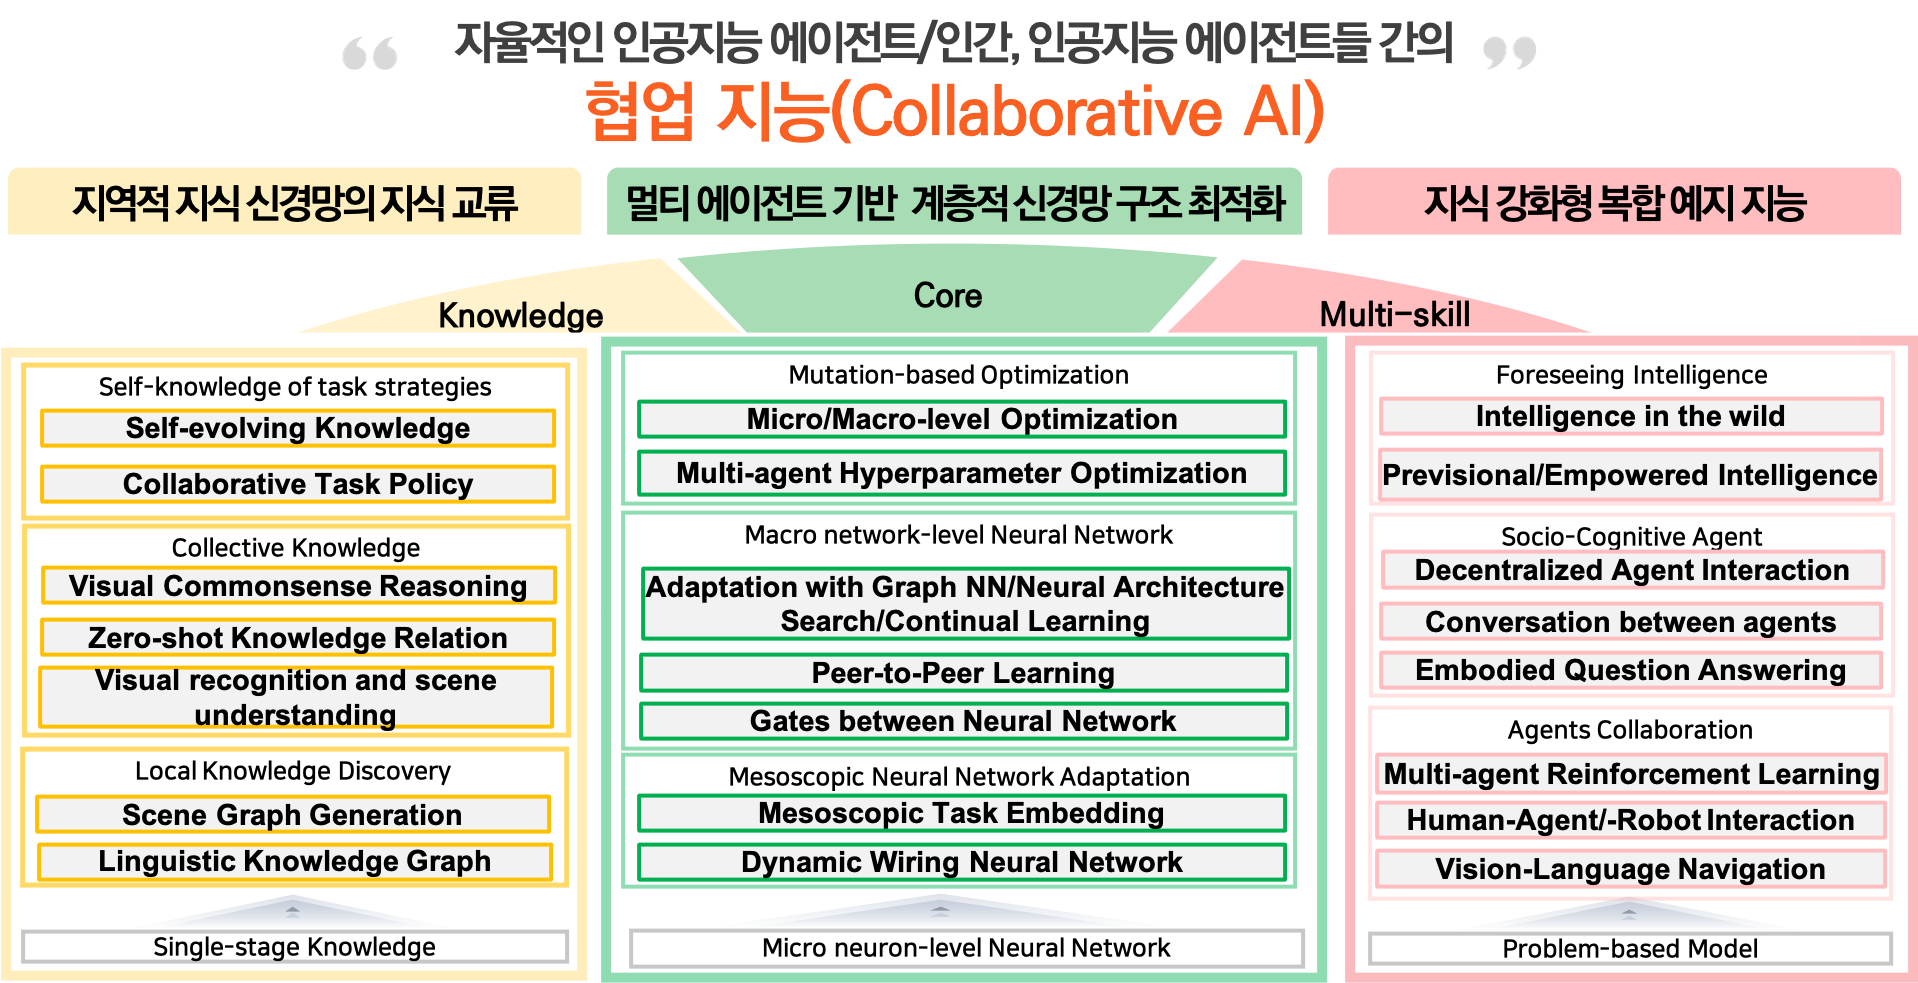 “ 자율적인 인공지능 에이전트/인간, 인공지능 에이전트들 간의 ”
협업 지능(Collaborative AI)
지역적 지식 신경망의 지식 교류
멀티 에이전트 기반 계층적 신경망 구조 최적화
지식 강화형 복합 예지 지능
Knowledge
Core
Multi-skill
Self-knowledge of task strategies
Self-evolving Knowledge
Collaborative Task Policy
Collective Knowledge
Visual Commonsense Reasoning
Zero-shot Knowledge Relation
Visual recognition and scene
understanding
Local Knowledge Discovery
Scene Graph Generation
Linguistic Knowledge Graph
Single-stage Knowledge
Mutation-based Optimization
Micro/Macro-level Optimization
Multi-agent Hyperparameter Optimization
Macro network-level Neural Network
Adaptation with Graph NN/Neural Architecture
Search/Continual Learning
Peer-to-Peer Learning
Gates between Neural Network
Mesoscopic Neural Network Adaptation
Mesoscopic Task Embedding
Dynamic Wiring Neural Network
Micro neuron-level Neural Network
Foreseeing Intelligence
Intelligence in the wild
Previsional/Empowered Intelligence
Socio-Cognitive Agent
Decentralized Agent Interaction
Conversation between agents
Embodied Question Answering
Agents Collaboration
Multi-agent Reinforcement Learning
Human-Agent/-Robot Interaction
Vision-Language Navigation
Problem-based Model